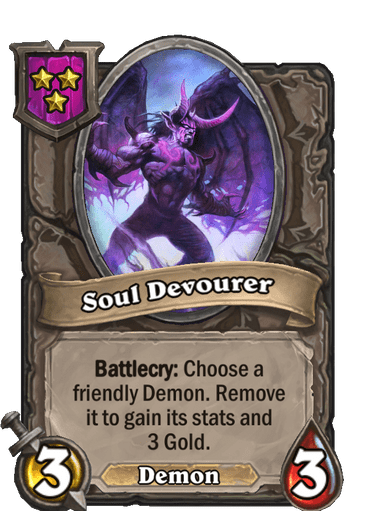 Soul Devourer
Battlecry: Choose a
friendly Demon. Remove
it to gain its stats and
3 Gold.
3
Demon
3